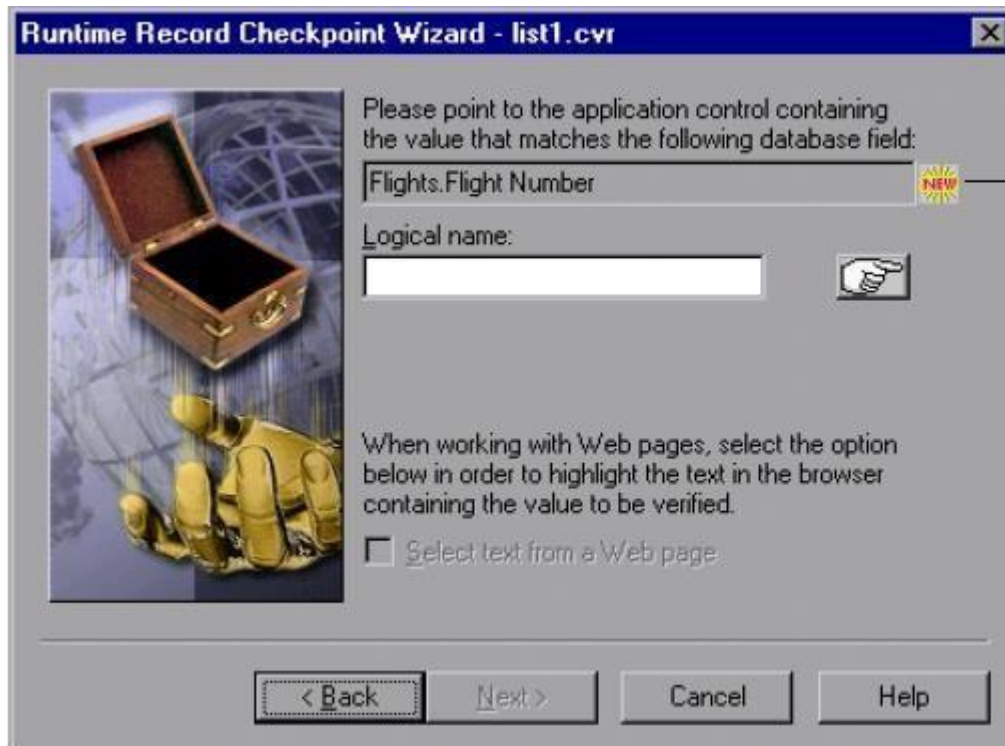 Runtime Record Checkpoint Wizard - list1.cvr
Please point to the application control containing
the value that matches the following database field:
Flights.Flight Number
NEW
Logical name:
When working with Web pages, select the option
below in order to highlight the text in the browser
containing the value to be verified.
Select text from a Web page
< Back
Next >
Cancel
Help